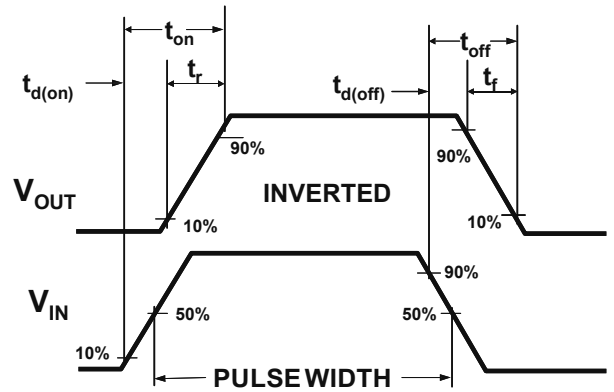 t_on
t_off
t_d(on)
t_r
t_d(off)
t_f
90%
90%
V_OUT
INVERTED
10%
10%
90%
V_IN
50%
50%
10%
PULSE WIDTH